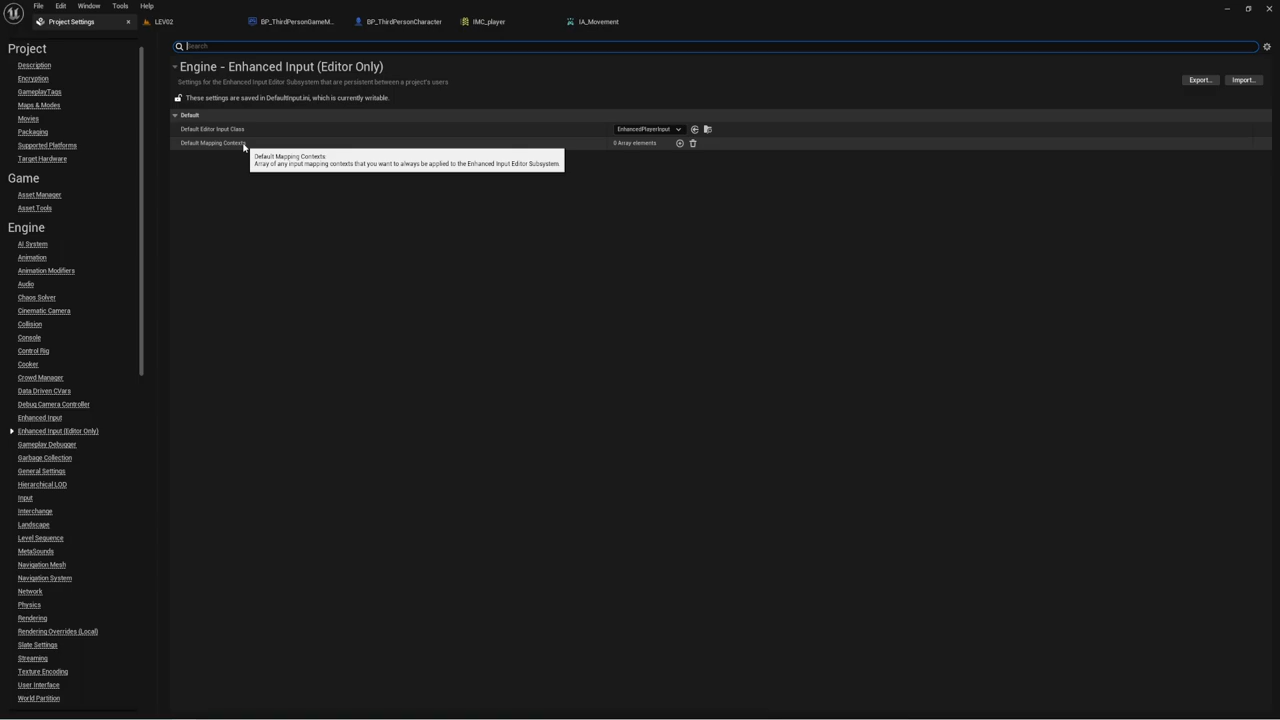 File Edit Window Tools Help
Project Settings LEV02 BP_ThirdPersonGameM... BP_ThirdPersonCharacter IMC_player IA_Movement
Project
Description
Encryption
GameplayTags
Maps & Modes
Movies
Packaging
Supported Platforms
Target Hardware
Game
Asset Manager
Asset Tools
Engine
AI System
Animation
Animation Modifiers
Audio
Chaos Solver
Cinematic Camera
Collision
Console
Control Rig
Cooker
Crowd Manager
Data Driven CVars
Debug Camera Controller
Enhanced Input
Enhanced Input (Editor Only)
Gameplay Debugger
Garbage Collection
General Settings
Hierarchical LOD
Input
Interchange
Landscape
Level Sequence
MetaSounds
Navigation Mesh
Navigation System
Network
Physics
Rendering
Rendering Overrides (Local)
Slate Settings
Streaming
Texture Encoding
User Interface
World Partition
Search
Engine - Enhanced Input (Editor Only)
Settings for the Enhanced Input Editor Subsystem that are persistent between a project's users
Export... Import...
These settings are saved in DefaultInput.ini, which is currently writable.
Default
Default Editor Input Class EnhancedPlayerInput
Default Mapping Contexts 0 Array elements
Default Mapping Contexts
Array of any input mapping contexts that you want to always be applied to the Enhanced Input Editor Subsystem.